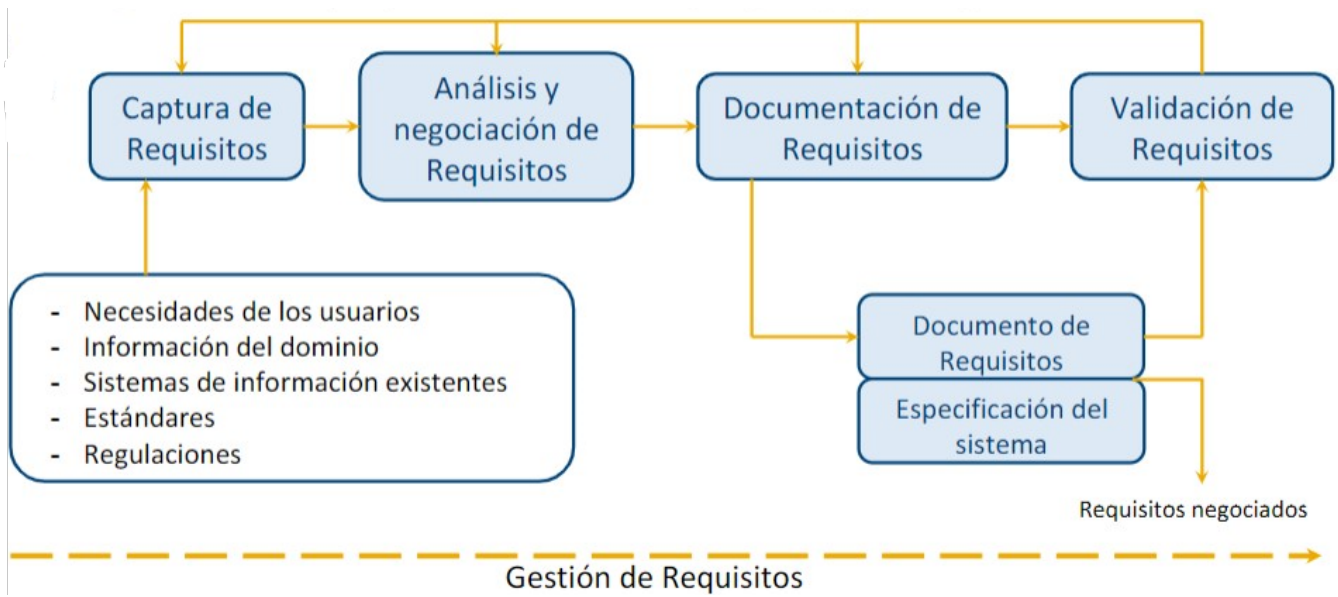 Captura de
Requisitos
Análisis y
negociación de
Requisitos
Documentación de
Requisitos
Validación de
Requisitos
- Necesidades de los usuarios
- Información del dominio
- Sistemas de información existentes
- Estándares
- Regulaciones
Documento de
Requisitos
Especificación del
sistema
Requisitos negociados
Gestión de Requisitos